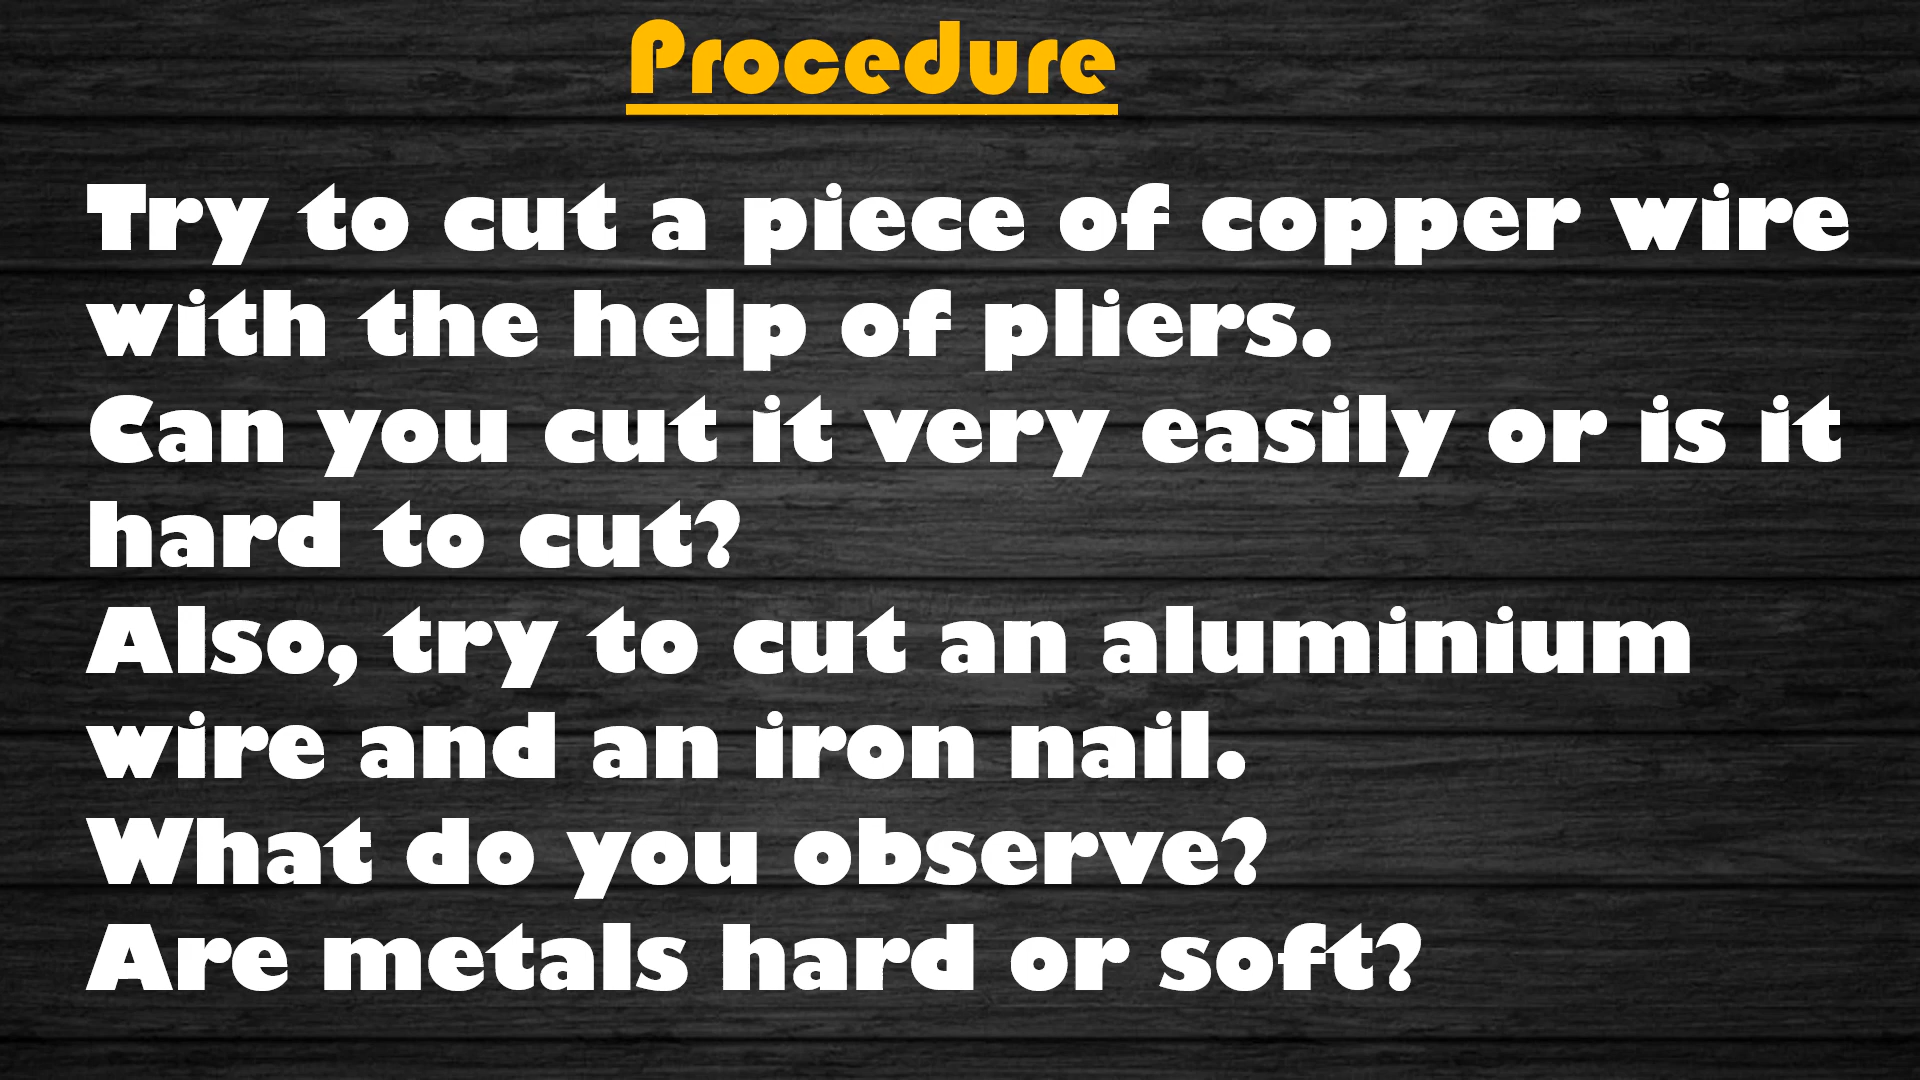 Procedure
Try to cut a piece of copper wire
with the help of pliers.
Can you cut it very easily or is it
hard to cut?
Also, try to cut an aluminium
wire and an iron nail.
What do you observe?
Are metals hard or soft?